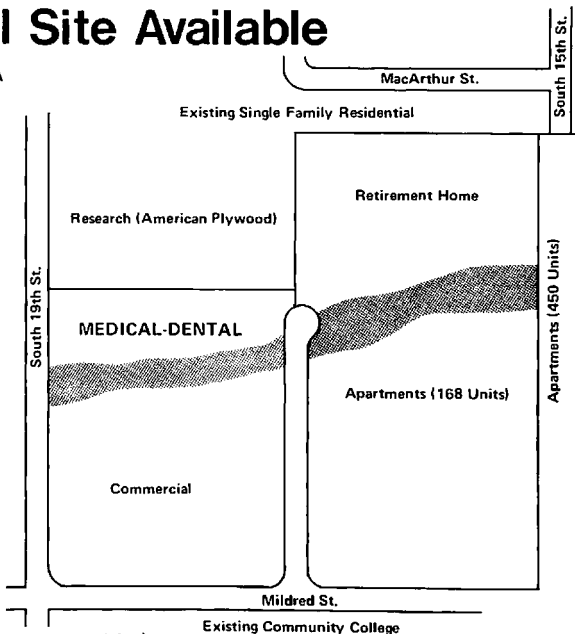 Site Available
MacArthur St.
South 15th St.
Existing Single Family Residential
Retirement Home
Research (American Plywood)
South 19th St.
MEDICAL-DENTAL
Apartments (450 Units)
Apartments (168 Units)
Commercial
Mildred St.
Existing Community College